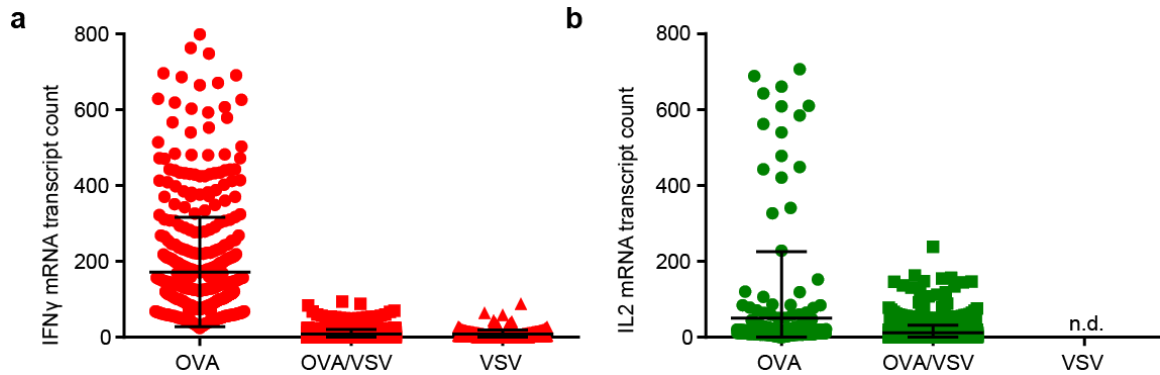 a
IFNγ mRNA transcript count
800
600
400
200
0
OVA
OVA/VSV
VSV
b
IL2 mRNA transcript count
800
600
400
200
0
n.d.
OVA
OVA/VSV
VSV